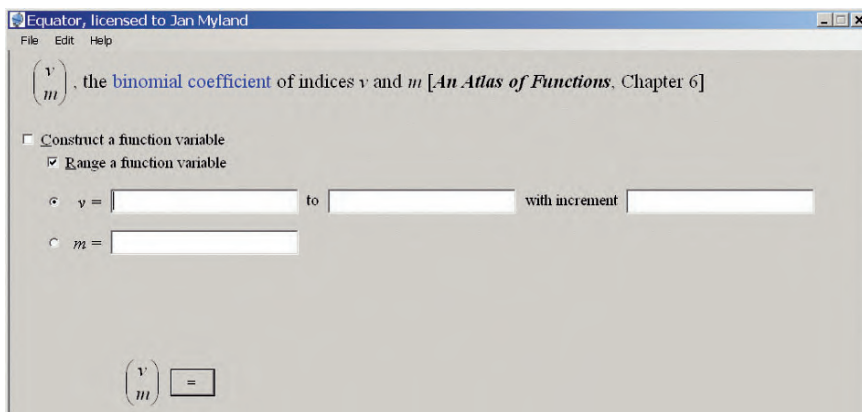 Equator, licensed to Jan Myland
File Edit Help
(ν m), the binomial coefficient of indices ν and m [An Atlas of Functions, Chapter 6]
Construct a function variable
Range a function variable
ν = to with increment
m =
(ν m) =